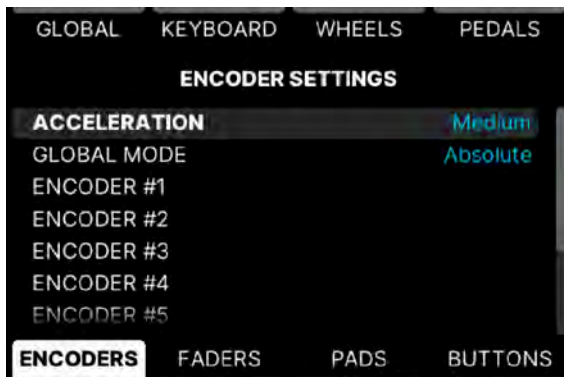 GLOBAL KEYBOARD WHEELS PEDALS
ENCODER SETTINGS
ACCELERATION Medium
GLOBAL MODE Absolute
ENCODER #1
ENCODER #2
ENCODER #3
ENCODER #4
ENCODER #5
ENCODERS FADERS PADS BUTTONS